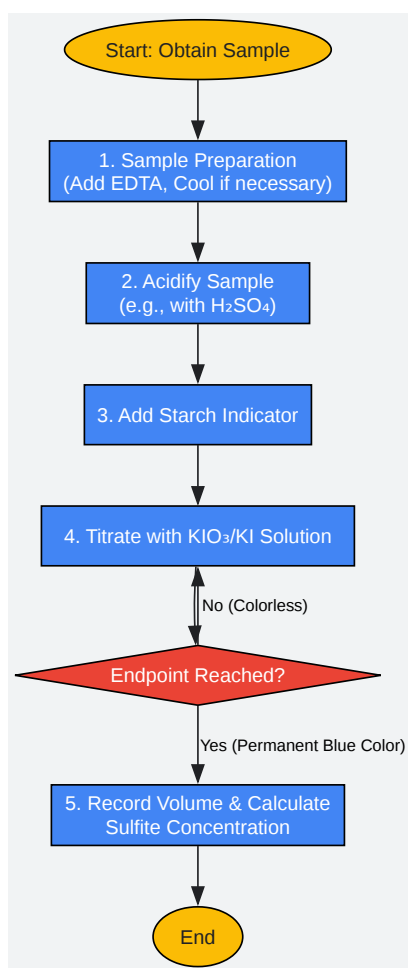 Start: Obtain Sample
1. Sample Preparation
(Add EDTA, Cool if necessary)
2. Acidify Sample
(e.g., with H₂SO₄)
3. Add Starch Indicator
4. Titrate with KIO₃/KI Solution
No (Colorless)
Endpoint Reached?
Yes (Permanent Blue Color)
5. Record Volume & Calculate
Sulfite Concentration
End